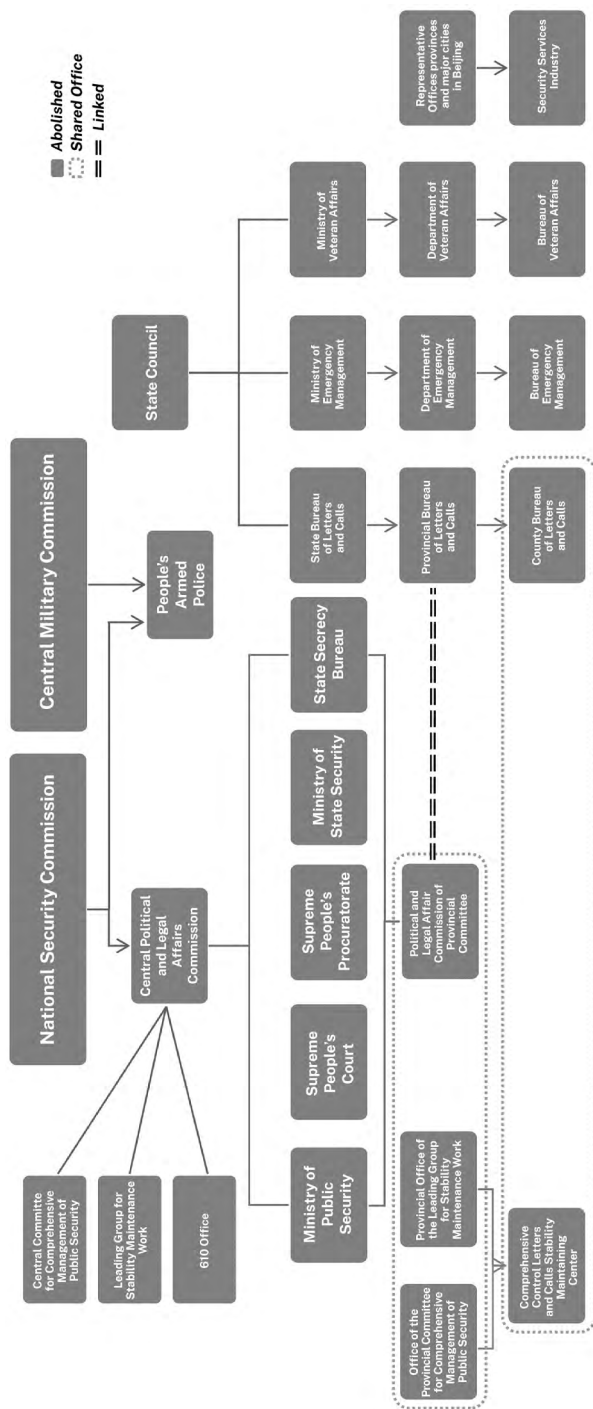 Abolished
Shared Office
Linked
National Security Commission
Central Military Commission
State Council
People's
Armed
Police
Central Political
and Legal
Affairs
Commission
Central Committe
for Comprehensive
Management of
Public Security
Leading Group for
Stability Maintenance
Work
610 Office
Ministry of
Public
Security
Supreme
People's
Court
Supreme
People's
Procuratorate
Ministry of
State Security
State Secrecy
Bureau
State Bureau
of Letters
and Calls
Ministry of
Emergency
Management
Ministry of
Veteran Affairs
Office of the
Provincial Committee
for Comprehensive
Management of
Public Security
Provincial Office of
the Leading Group
for Stability
Maintenance Work
Political and
Legal Affair
Commission of
Provincial
Committee
Provincial Bureau
of Letters
and Calls
Department of
Emergency
Management
Department of
Veteran Affairs
Representative
Offices provinces
and major cities
in Beijing
Comprehensive
Control Letters
and Calls Stability
Maintaining
Center
County Bureau
of Letters
and Calls
Bureau of
Emergency
Management
Bureau of
Veteran Affairs
Security Services
Industry